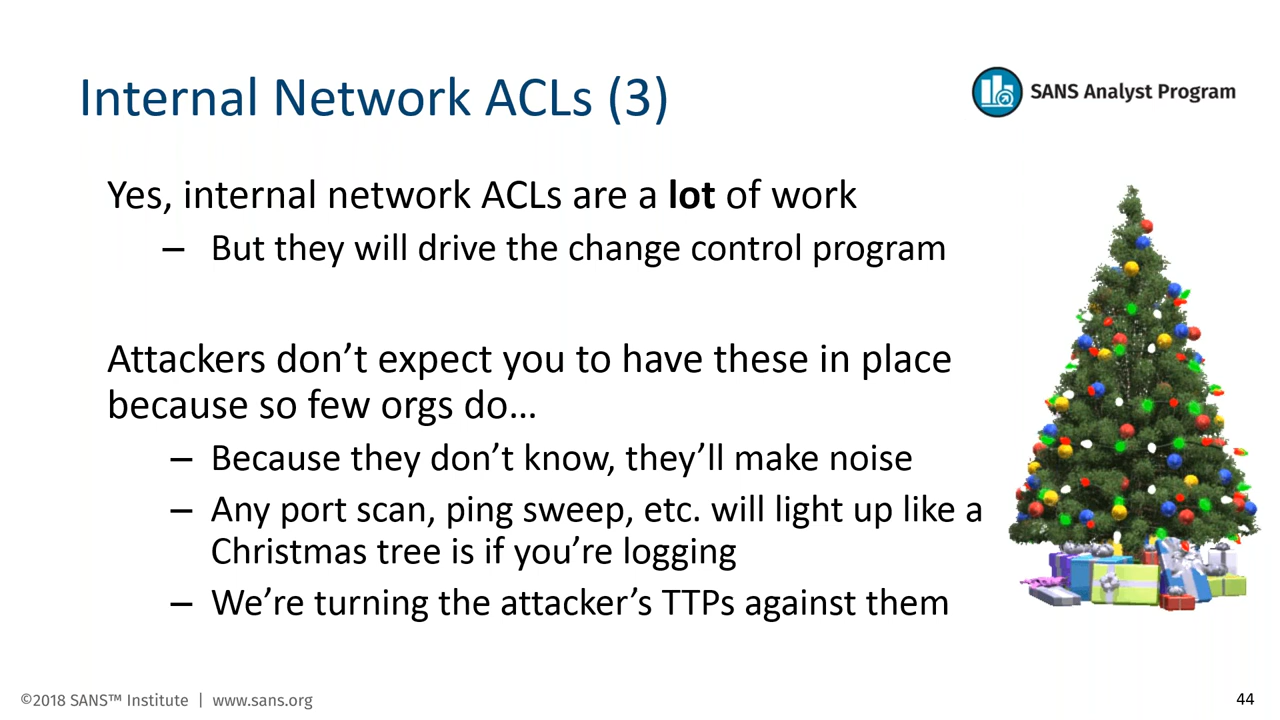 Internal Network ACLs (3)
SANS Analyst Program
Yes, internal network ACLs are a lot of work
– But they will drive the change control program
Attackers don’t expect you to have these in place
because so few orgs do…
– Because they don’t know, they’ll make noise
– Any port scan, ping sweep, etc. will light up like a
Christmas tree is if you’re logging
– We’re turning the attacker’s TTPs against them
©2018 SANS™ Institute | www.sans.org
44